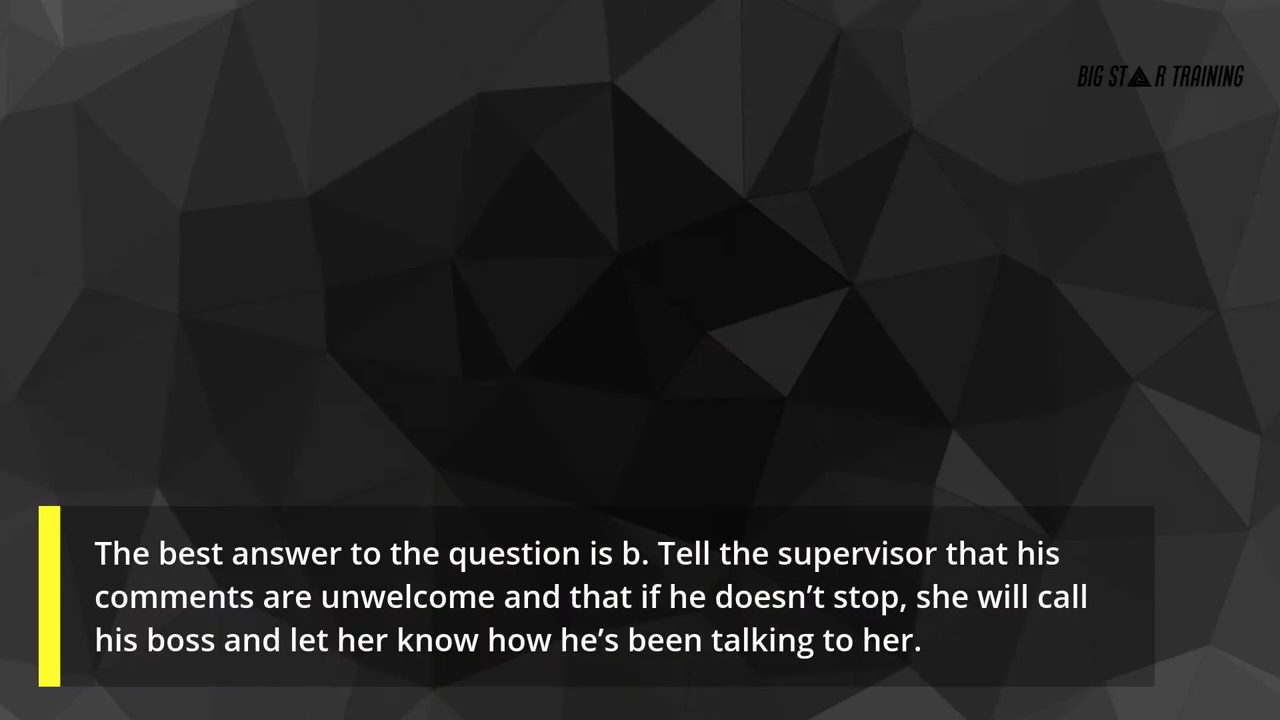 BIG STAR TRAINING
The best answer to the question is b. Tell the supervisor that his
comments are unwelcome and that if he doesn’t stop, she will call
his boss and let her know how he’s been talking to her.